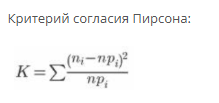 Критерий согласия Пирсона:
K = ∑ (nᵢ−npᵢ)² / npᵢ